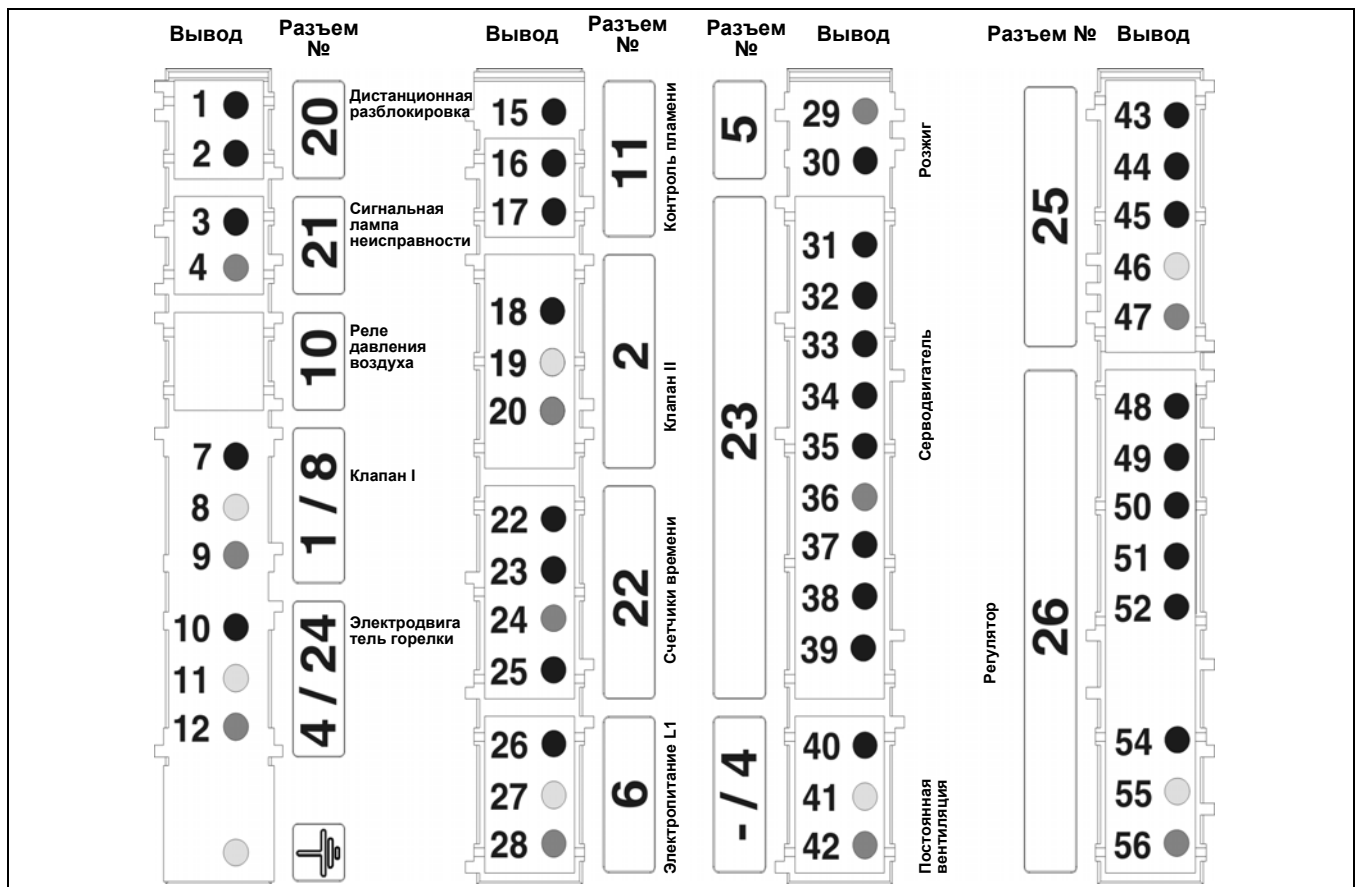 Вывод
Разъем
№
1
2
20
Дистанционная
разблокировка
3
4
21
Сигнальная
лампа
неисправности
10
Реле
давления
воздуха
7
8
9
1 / 8
Клапан I
10
11
12
4 / 24
Электродвига
тель горелки
Вывод
Разъем
№
15
16
17
11
Контроль пламени
18
19
20
2
Клапан II
22
23
24
25
22
Счетчики времени
26
27
28
6
Электропитание L1
Разъем
№
Вывод
5
29
30
Розжиг
23
31
32
33
34
35
36
37
38
39
Серводвигатель
- / 4
40
41
42
Постоянная
вентиляция
Разъем № Вывод
25
43
44
45
46
47
Регулятор
26
48
49
50
51
52
54
55
56